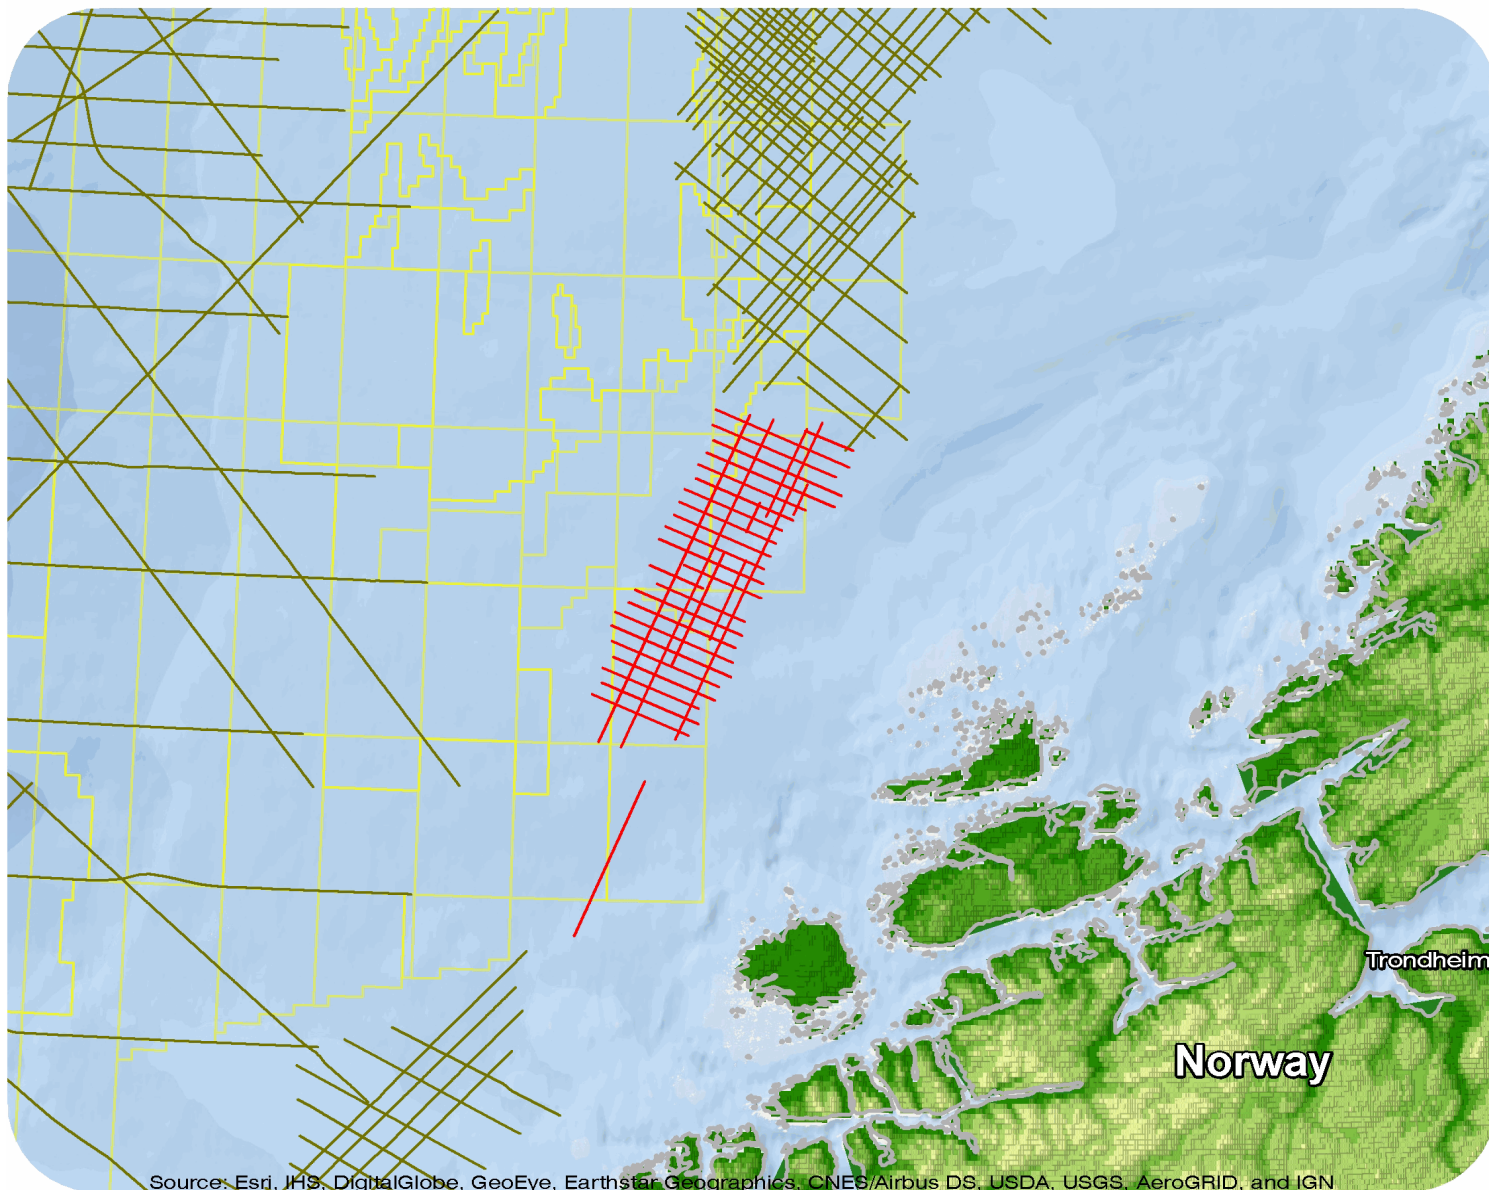 Trondheim
Norway
Source: Esri, IHS, DigitalGlobe, GeoEye, Earthstar Geographics, CNES/Airbus DS, USDA, USGS, AeroGRID, and IGN